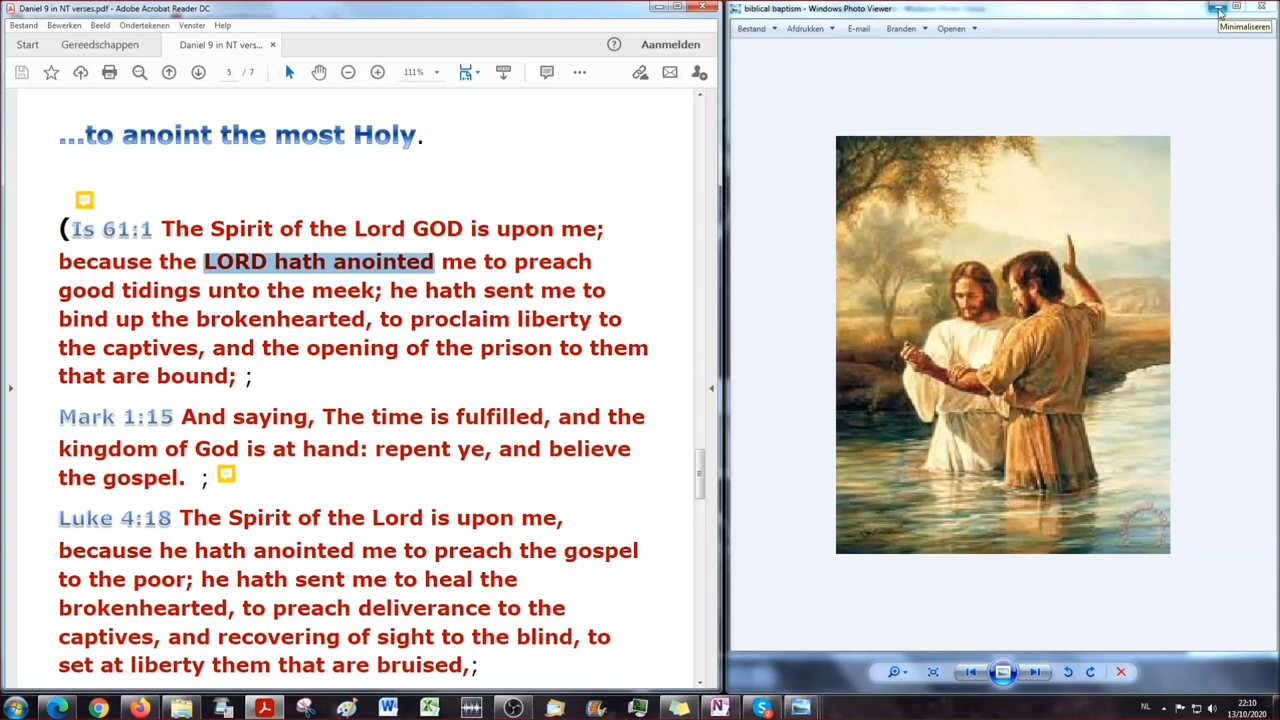 Daniel 9 in NT verses.pdf - Adobe Acrobat Reader DC
Bestand Bewerken Beeld Ondertekenen Venster Help
Start Gereedschappen Daniel 9 in NT vers... × Aanmelden
5 / 7 111%
...to anoint the most Holy.
(Is 61:1 The Spirit of the Lord GOD is upon me;
because the LORD hath anointed me to preach
good tidings unto the meek; he hath sent me to
bind up the brokenhearted, to proclaim liberty to
the captives, and the opening of the prison to them
that are bound; ;
Mark 1:15 And saying, The time is fulfilled, and the
kingdom of God is at hand: repent ye, and believe
the gospel. ;
Luke 4:18 The Spirit of the Lord is upon me,
because he hath anointed me to preach the gospel
to the poor; he hath sent me to heal the
brokenhearted, to preach deliverance to the
captives, and recovering of sight to the blind, to
set at liberty them that are bruised,;
biblical baptism - Windows Photo Viewer
Minimaliseren
Bestand Afdrukken E-mail Branden Openen
NL 22:10
13/10/2020